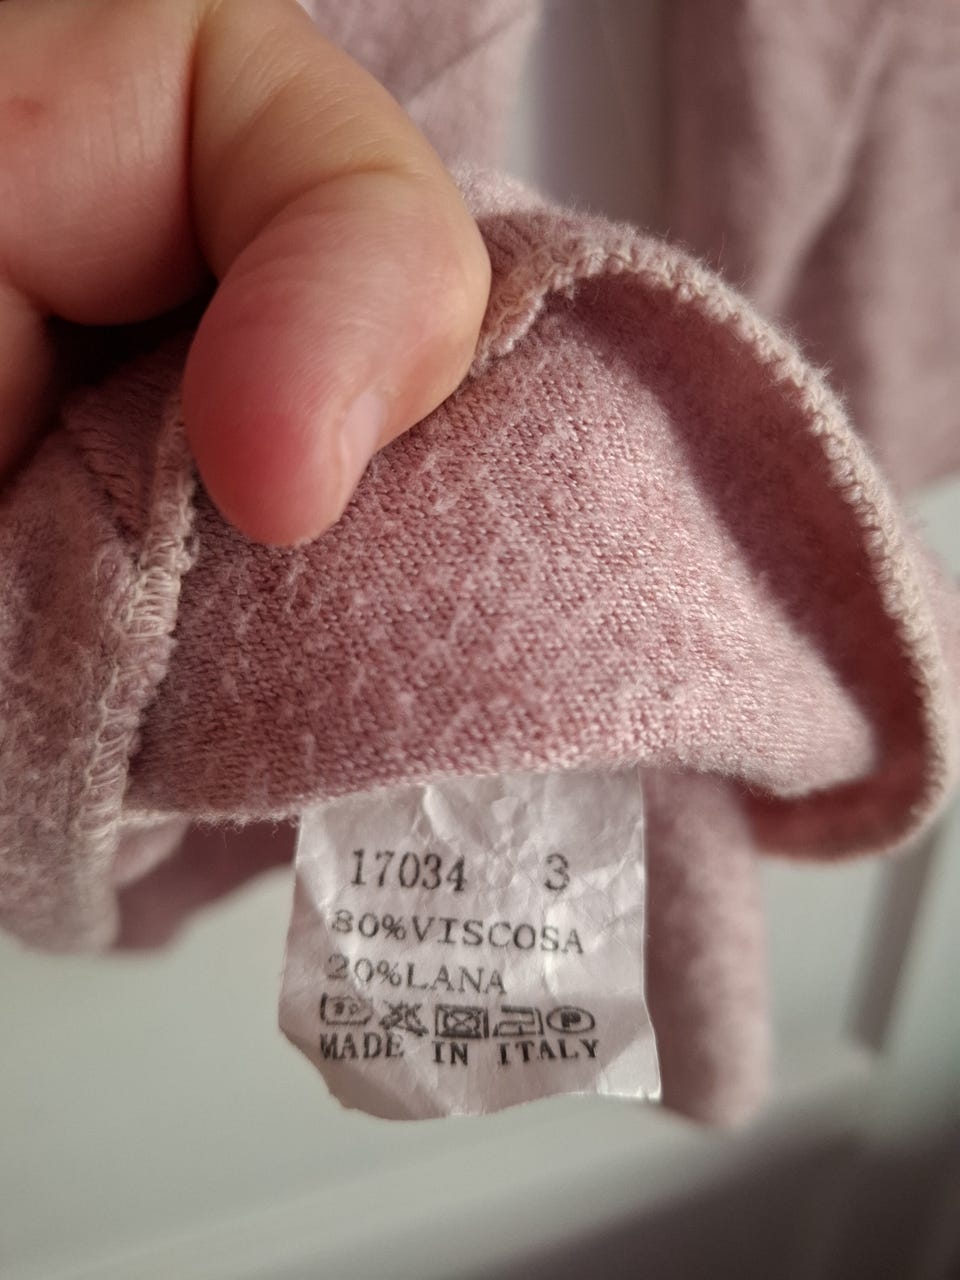 17034 3
80%VISCOSA
20%LANA
P
MADE IN ITALY